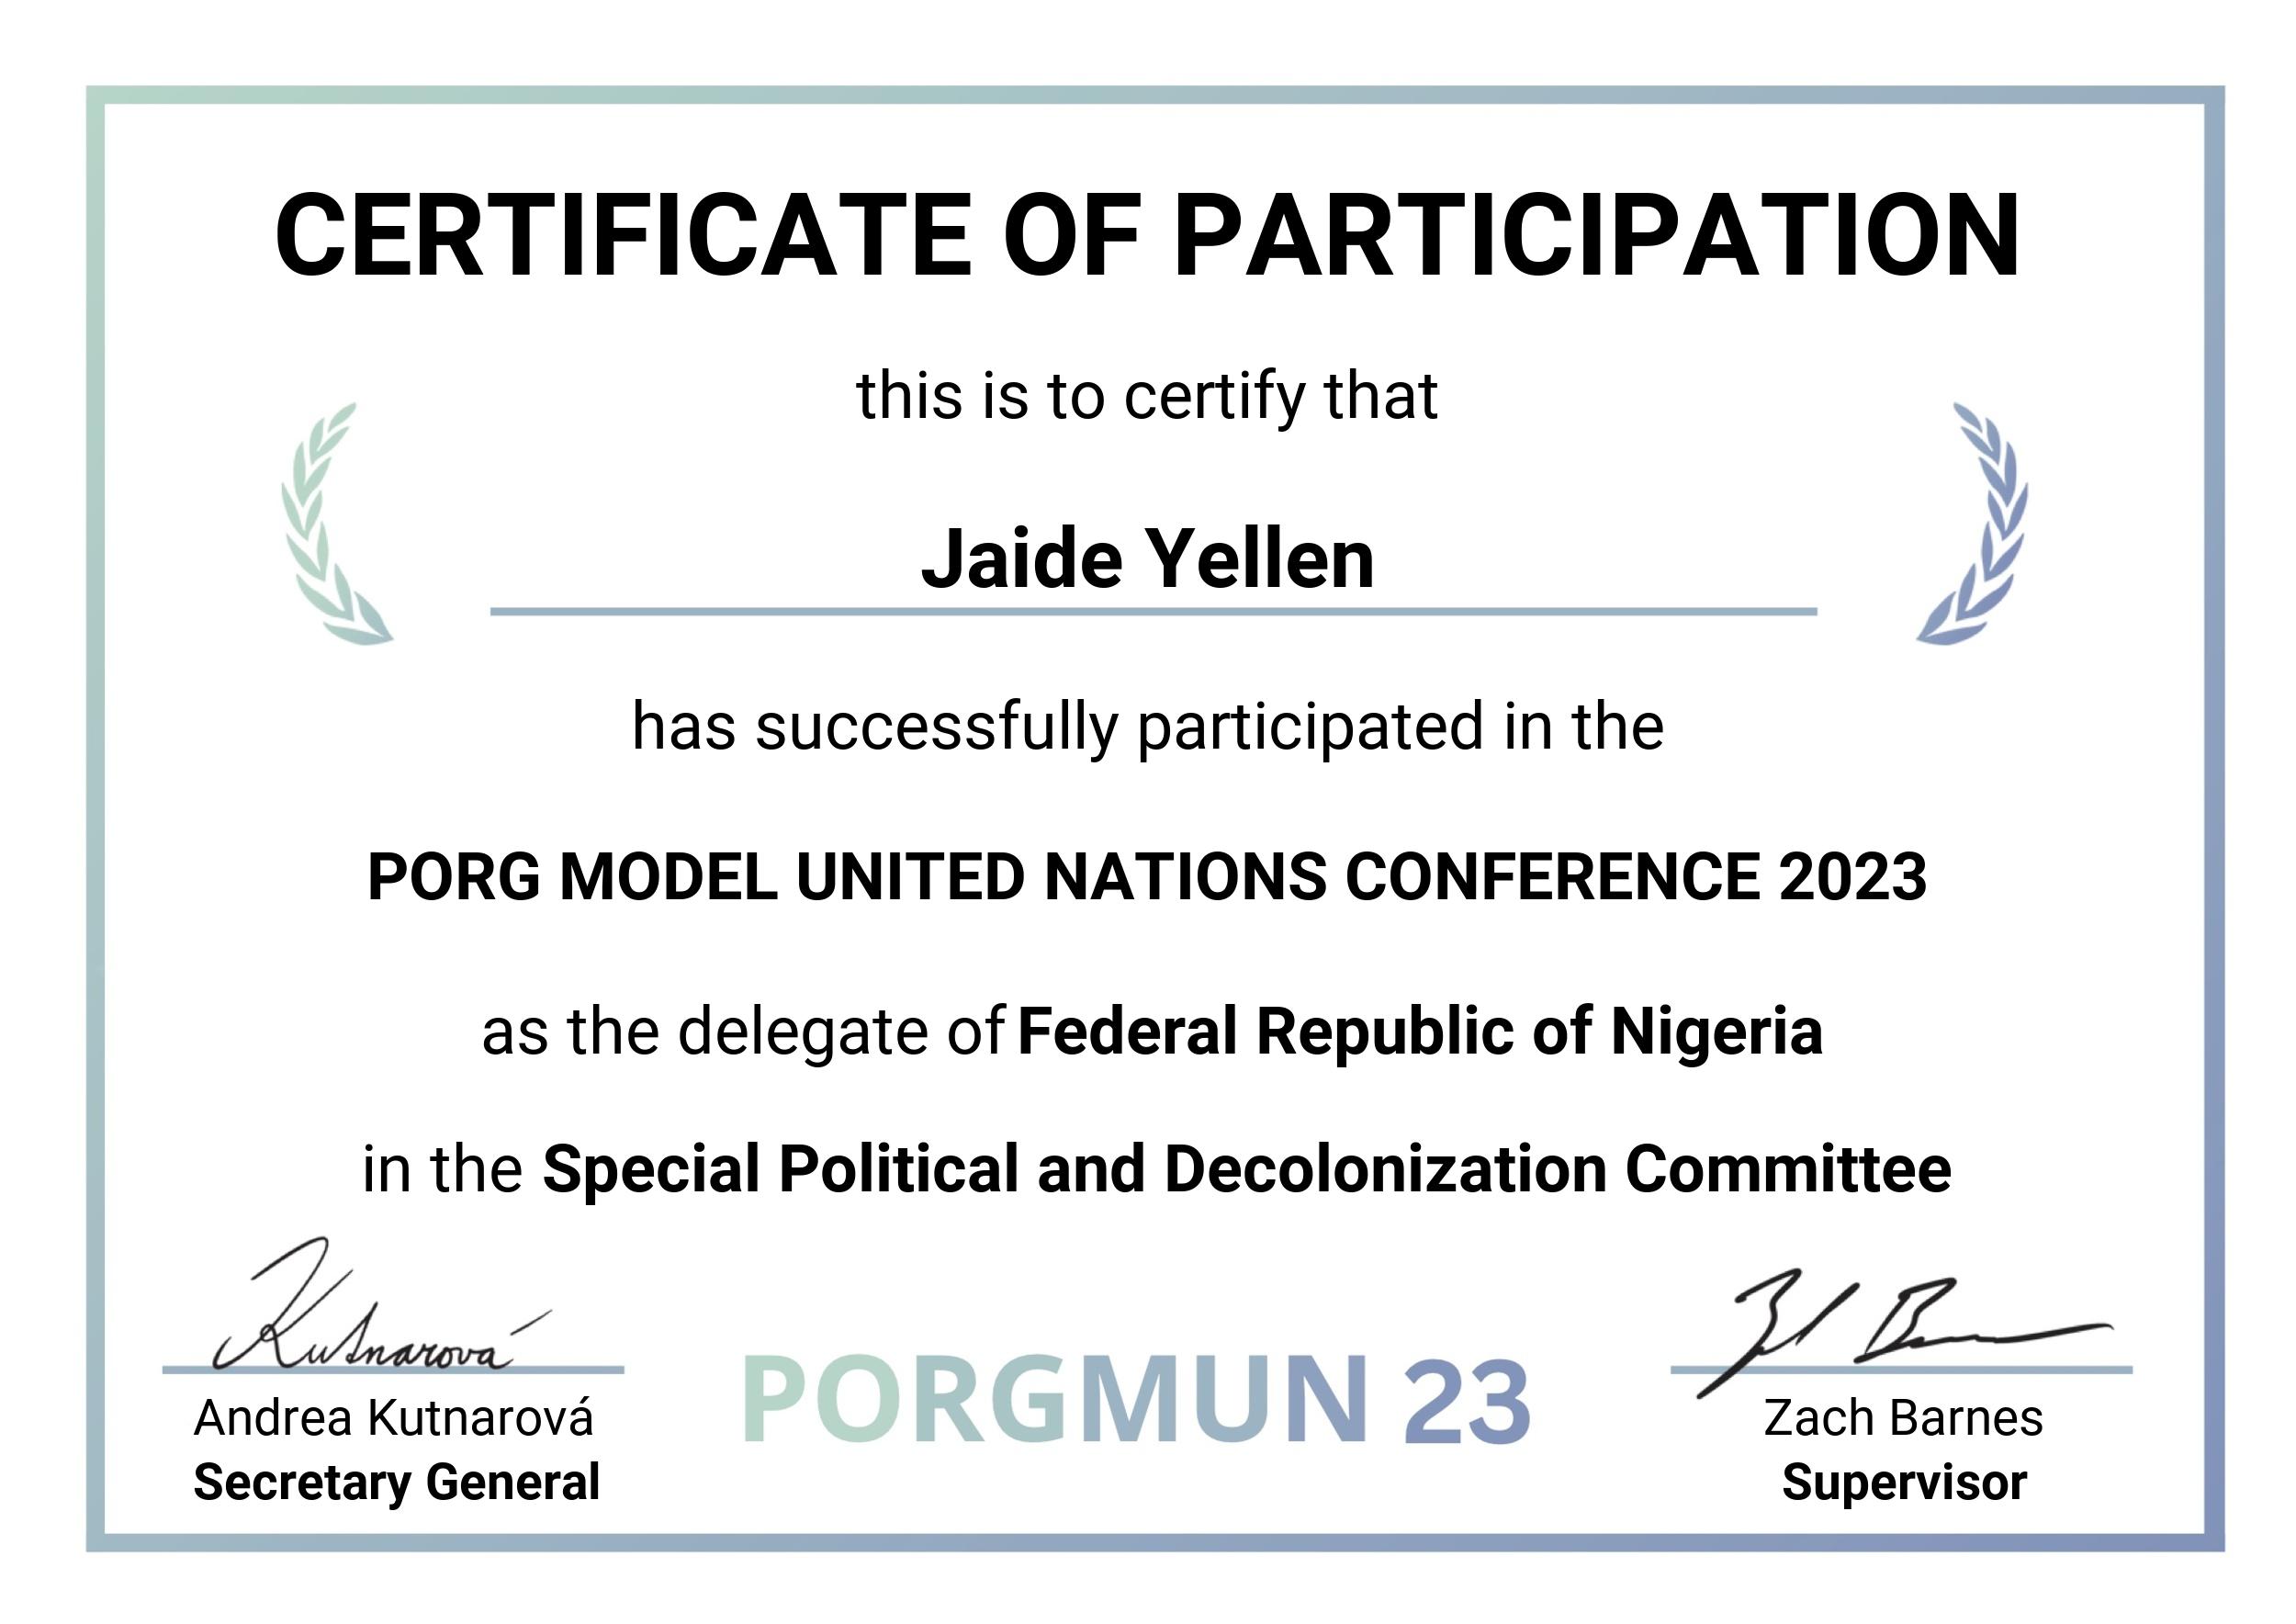 CERTIFICATE OF PARTICIPATION
this is to certify that
Jaide Yellen
has successfully participated in the
PORG MODEL UNITED NATIONS CONFERENCE 2023
as the delegate of Federal Republic of Nigeria
in the Special Political and Decolonization Committee
Kutnarová
Andrea Kutnarová
Secretary General
PORGMUN 23
Zach Barnes
Supervisor